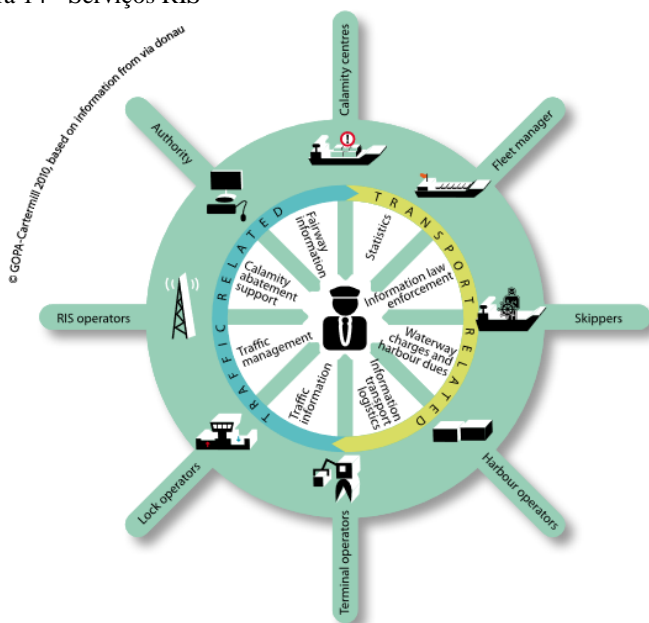 ra 14 - Serviços RIS
© GOPA-Cartermill 2010, based on information from via donau
Calamity centres
Fleet manager
Skippers
Harbour operators
Terminal operators
Lock operators
RIS operators
Authority
TRAFFIC RELATED
TRANSPORT RELATED
Fairway
information
Statistics
Information law
enforcement
Waterway
charges and
harbour dues
Information
transport
logistics
Traffic
information
Traffic
management
Calamity
abatement
support